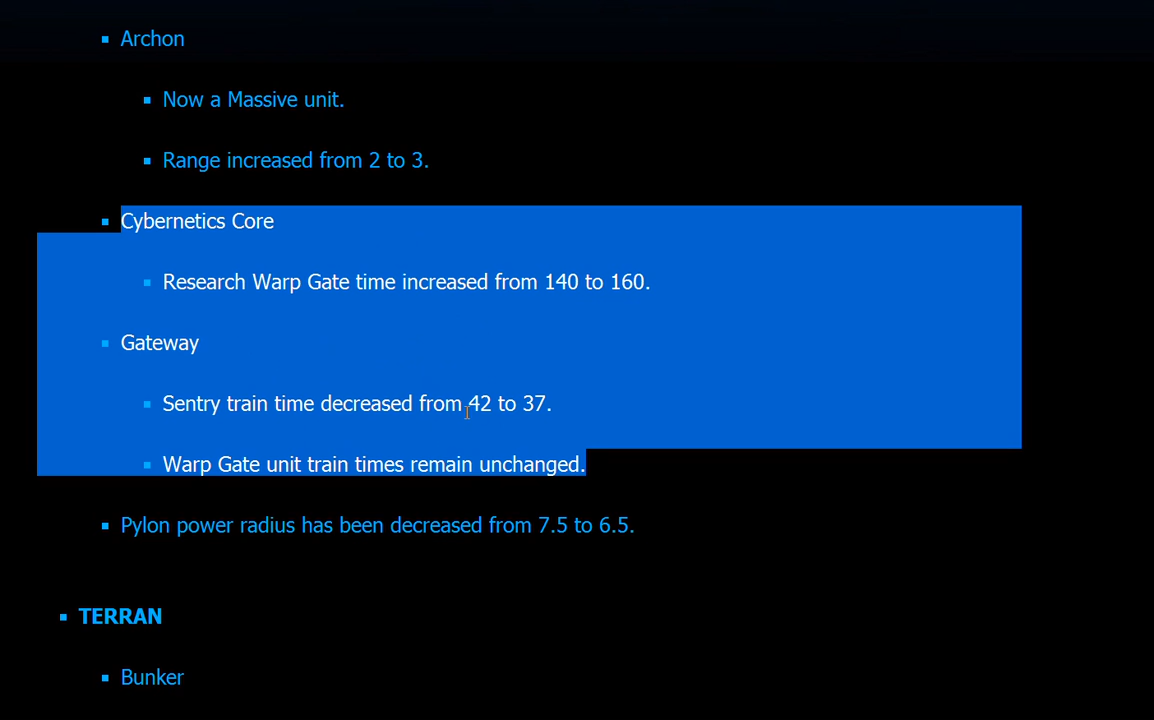 Archon
Now a Massive unit.
Range increased from 2 to 3.
Cybernetics Core
Research Warp Gate time increased from 140 to 160.
Gateway
Sentry train time decreased from 42 to 37.
Warp Gate unit train times remain unchanged.
Pylon power radius has been decreased from 7.5 to 6.5.
TERRAN
Bunker